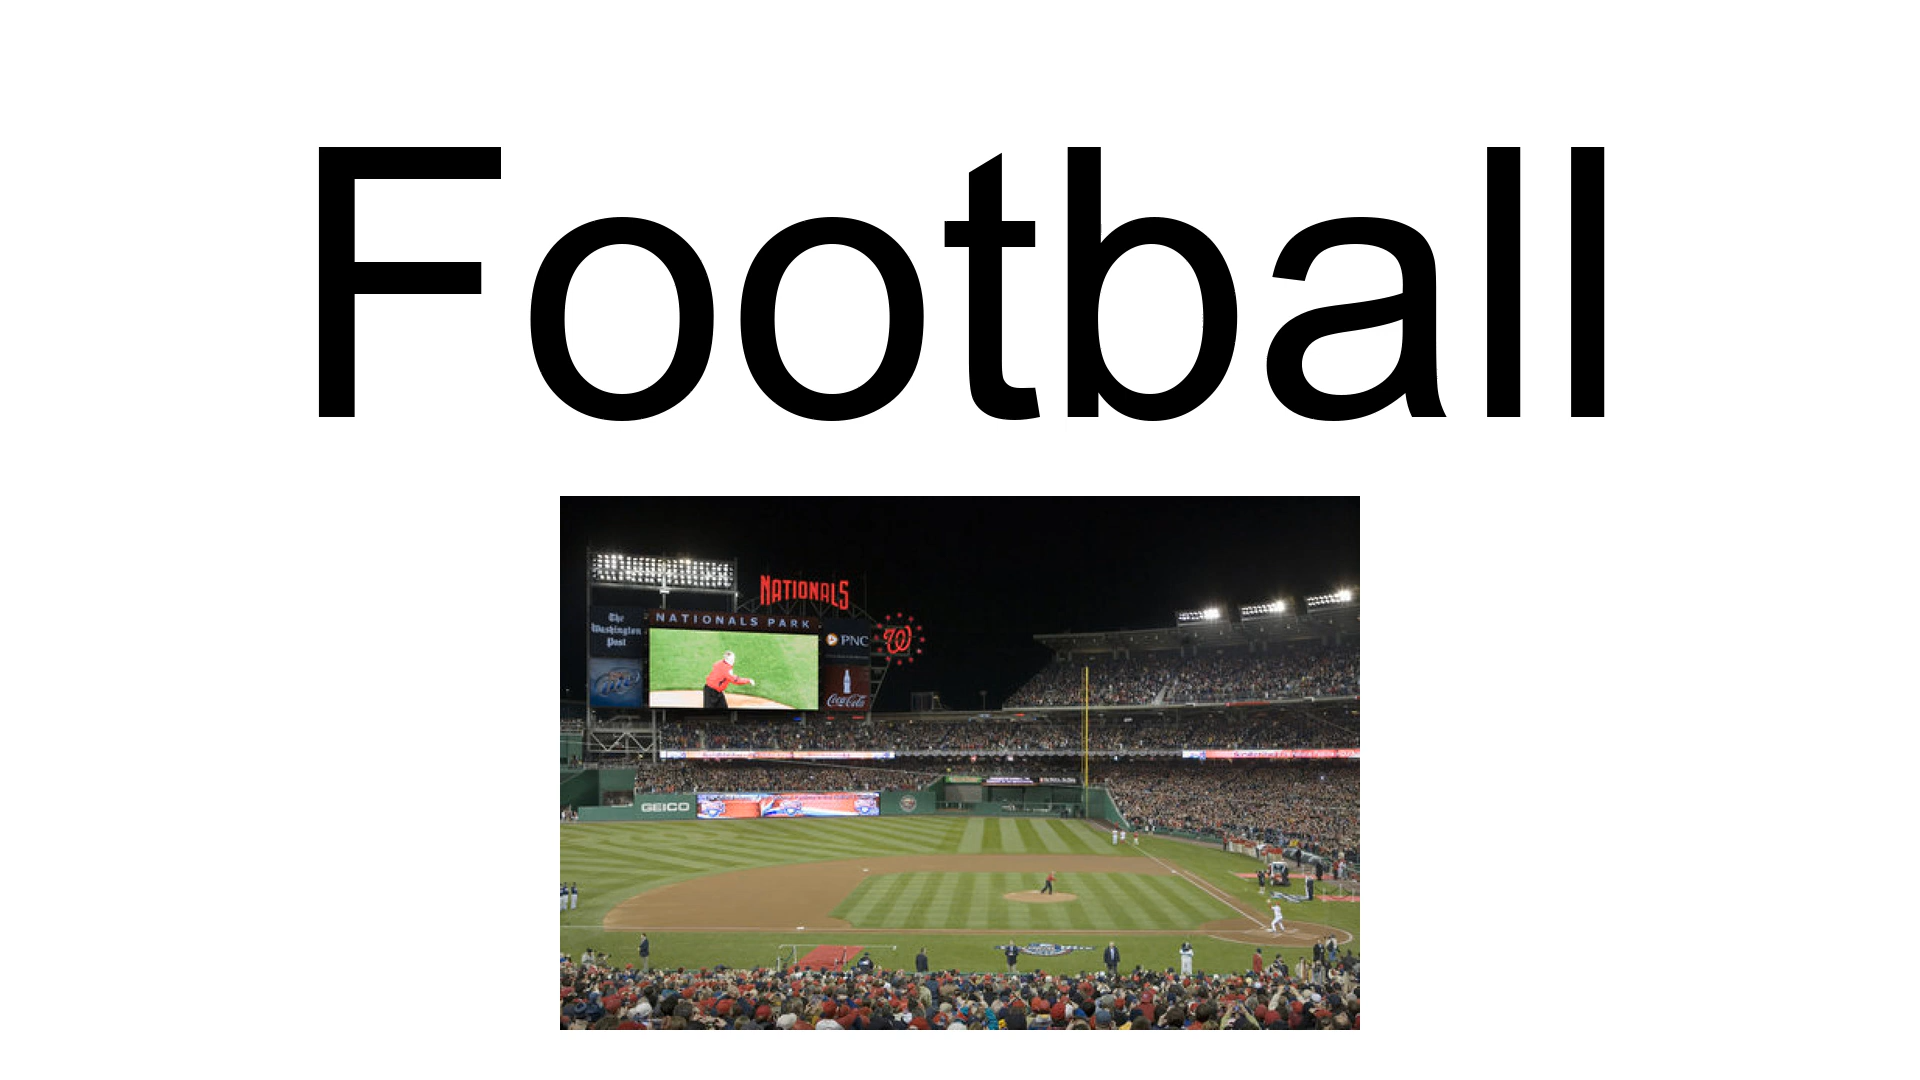 Football
NATIONALS
The
Washington
Post
NATIONALS PARK
PNC
W
Coca-Cola
GEICO